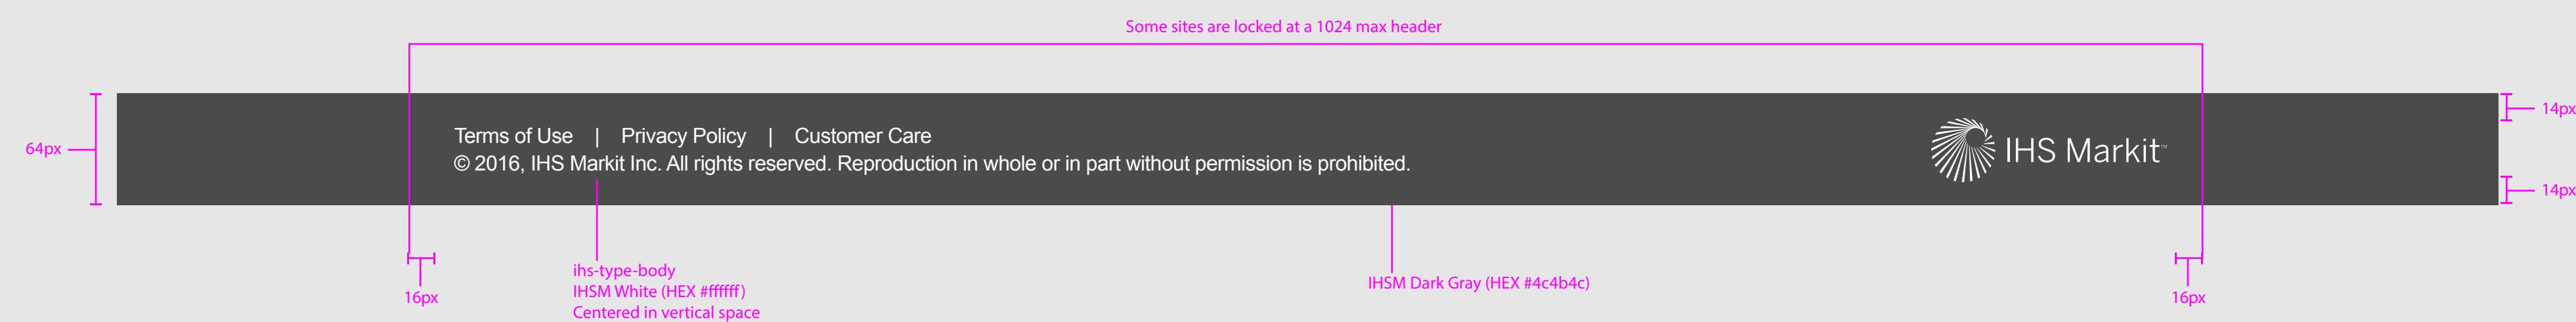 Some sites are locked at a 1024 max header
14px
Terms of Use | Privacy Policy | Customer Care
© 2016, IHS Markit Inc. All rights reserved. Reproduction in whole or in part without permission is prohibited.
IHS Markit™
64px
14px
ihs-type-body
IHSM White (HEX #ffffff)
Centered in vertical space
IHSM Dark Gray (HEX #4c4b4c)
16px
16px